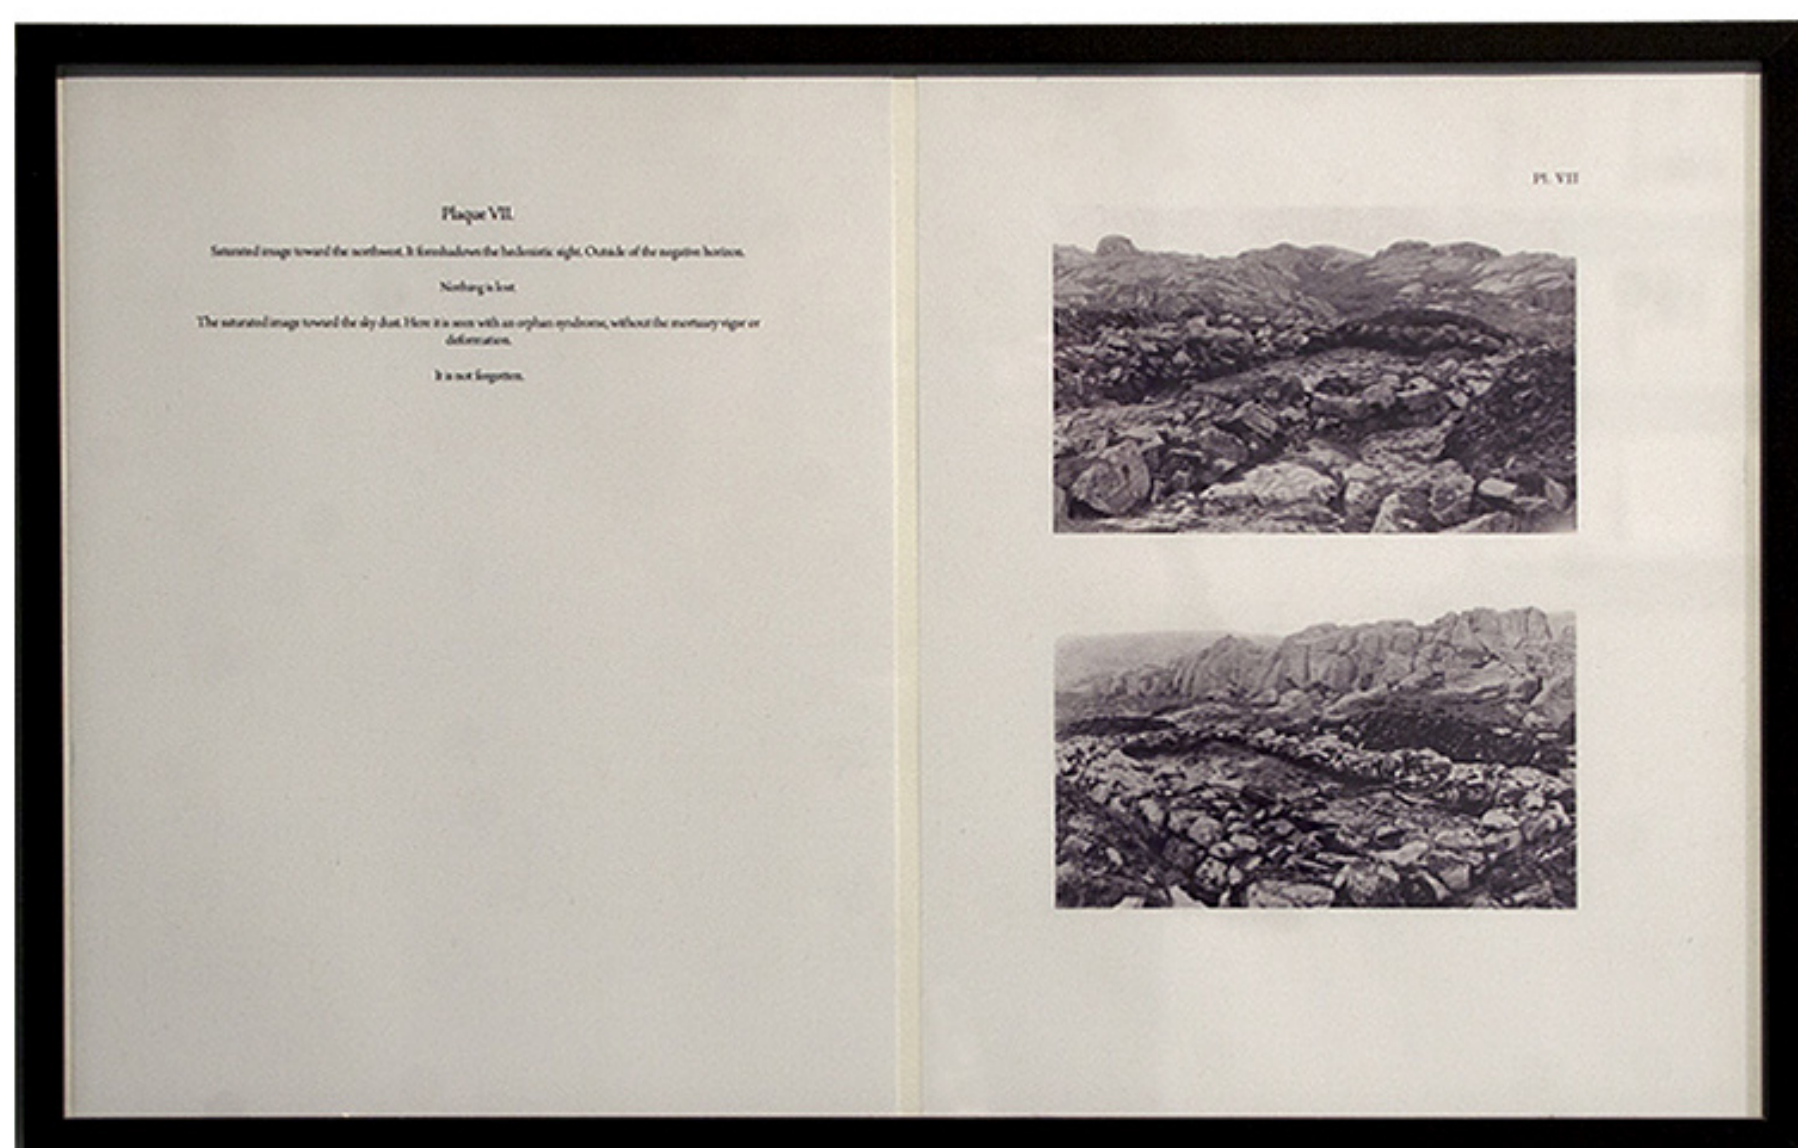 Plaque VII.
Saturated image toward the northwest. It foreshadows the hedonistic sight. Outside of the negative horizon.
Nothing is lost.
The saturated image toward the sky dust. Here it is seen with an orphan syndrome, without the mortuary vigor or
deformation.
It is not forgotten.
Pl. VII